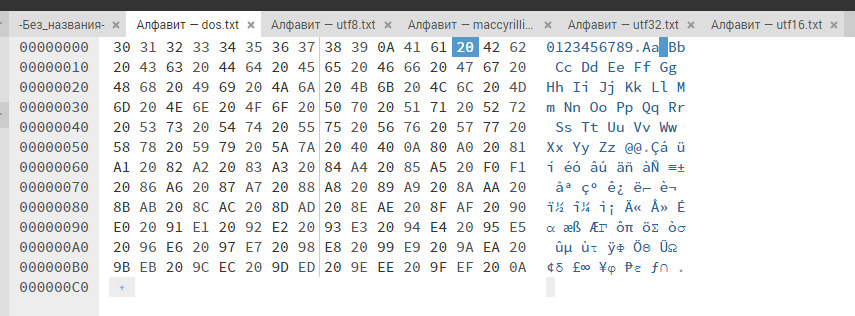 -Без_названия- × Алфавит — dos.txt × Алфавит — utf8.txt × Алфавит — maccyrilli... × Алфавит — utf32.txt × Алфавит — utf16.txt ×
00000000 30 31 32 33 34 35 36 37 38 39 0A 41 61 20 42 62 0123456789.Aa Bb
00000010 20 43 63 20 44 64 20 45 65 20 46 66 20 47 67 20 Cc Dd Ee Ff Gg
00000020 48 68 20 49 69 20 4A 6A 20 4B 6B 20 4C 6C 20 4D Hh Ii Jj Kk Ll M
00000030 6D 20 4E 6E 20 4F 6F 20 50 70 20 51 71 20 52 72 m Nn Oo Pp Qq Rr
00000040 20 53 73 20 54 74 20 55 75 20 56 76 20 57 77 20 Ss Tt Uu Vv Ww
00000050 58 78 20 59 79 20 5A 7A 20 40 40 0A 80 A0 20 81 Xx Yy Zz @@.Çá ü
00000060 A1 20 82 A2 20 83 A3 20 84 A4 20 85 A5 20 F0 F1 í éó âú äñ àÑ ≡±
00000070 20 86 A6 20 87 A7 20 88 A8 20 89 A9 20 8A AA 20 åª çº ê¿ ë⌐ è¬
00000080 8B AB 20 8C AC 20 8D AD 20 8E AE 20 8F AF 20 90 ï½ î¼ ì¡ Ä« Å» É
00000090 E0 20 91 E1 20 92 E2 20 93 E3 20 94 E4 20 95 E5 α æß ÆΓ ôπ öΣ òσ
000000A0 20 96 E6 20 97 E7 20 98 E8 20 99 E9 20 9A EA 20 ûµ ùτ ÿΦ ÖΘ ÜΩ
000000B0 9B EB 20 9C EC 20 9D ED 20 9E EE 20 9F EF 20 0A ¢δ £∞ ¥φ ₧ε ƒ∩ .
000000C0 +